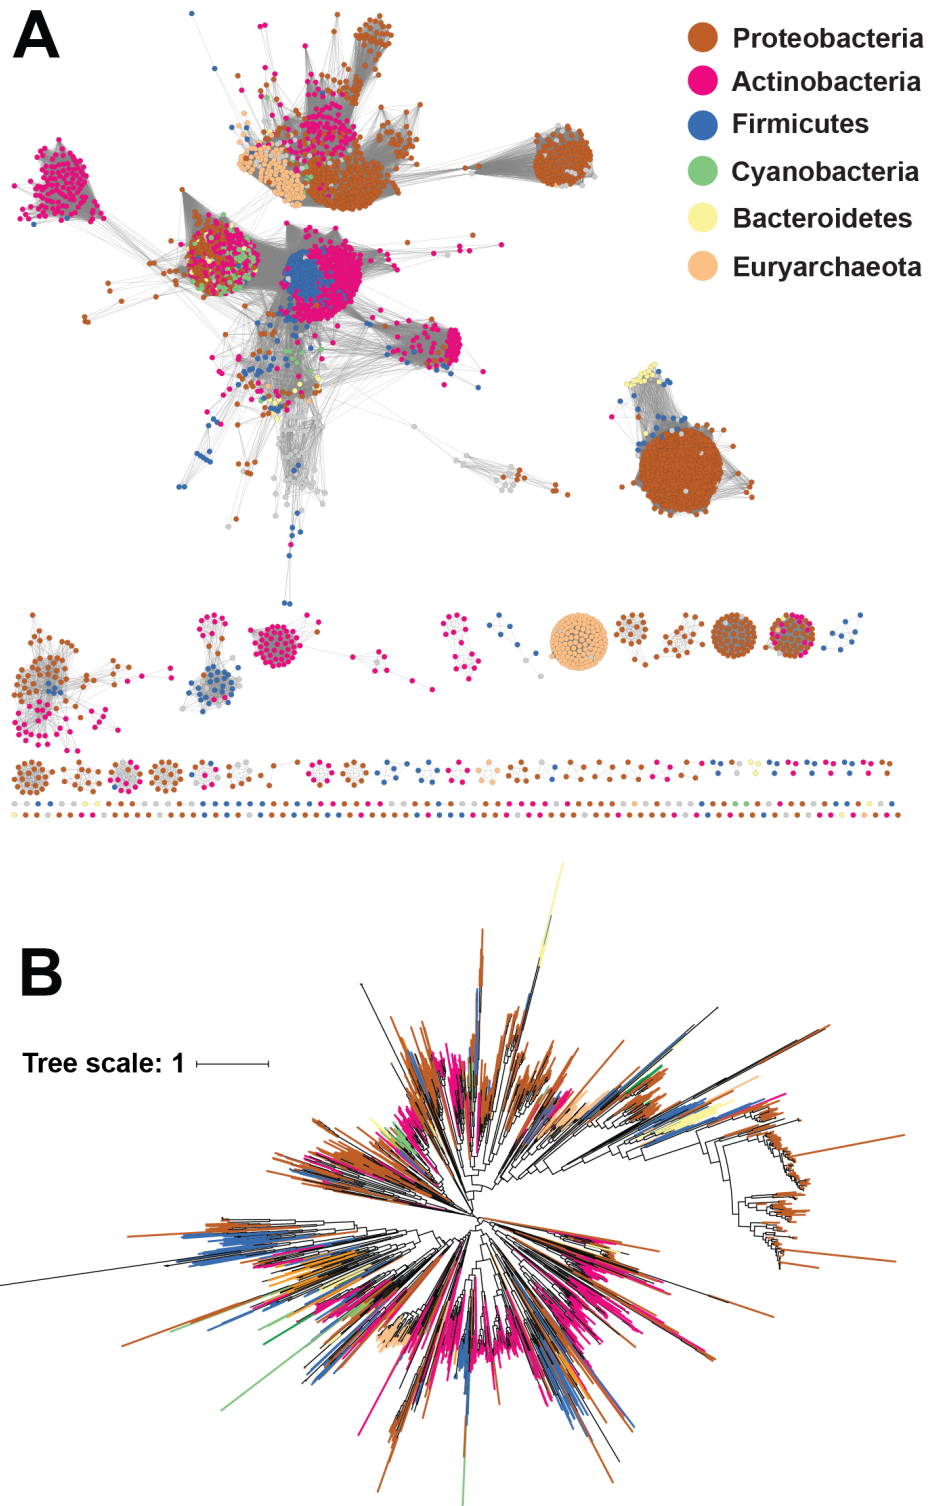 A
Proteobacteria
Actinobacteria
Firmicutes
Cyanobacteria
Bacteroidetes
Euryarchaeota
B
Tree scale: 1